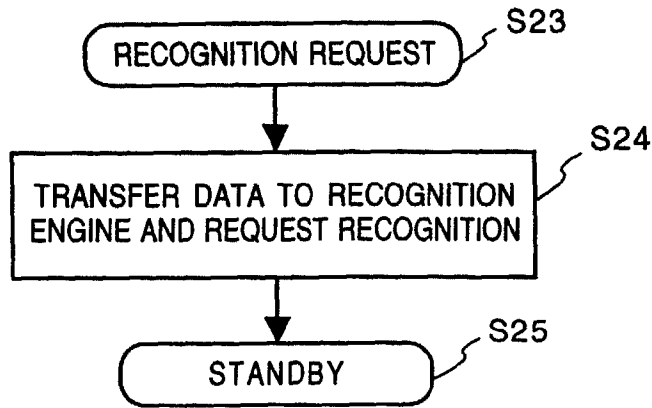 S23
RECOGNITION REQUEST
S24
TRANSFER DATA TO RECOGNITION
ENGINE AND REQUEST RECOGNITION
S25
STANDBY